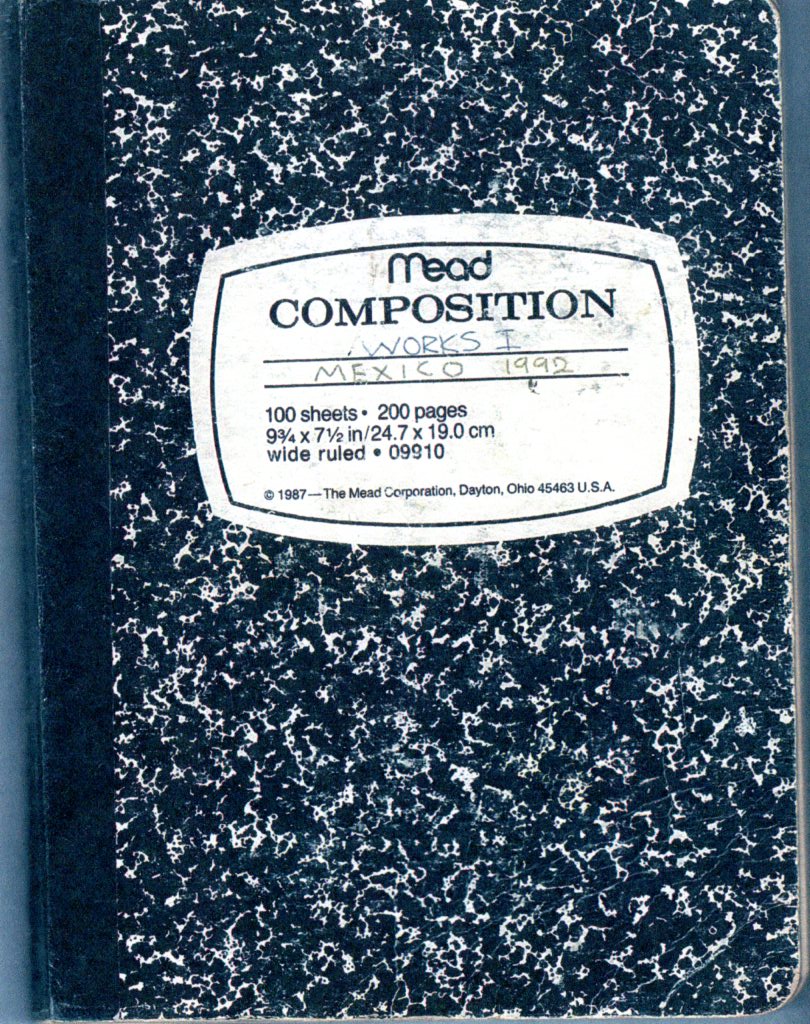 Mead
COMPOSITION
WORKS I
MEXICO 1992
100 sheets • 200 pages
9¾ x 7½ in/24.7 x 19.0 cm
wide ruled • 09910
© 1987—The Mead Corporation, Dayton, Ohio 45463 U.S.A.